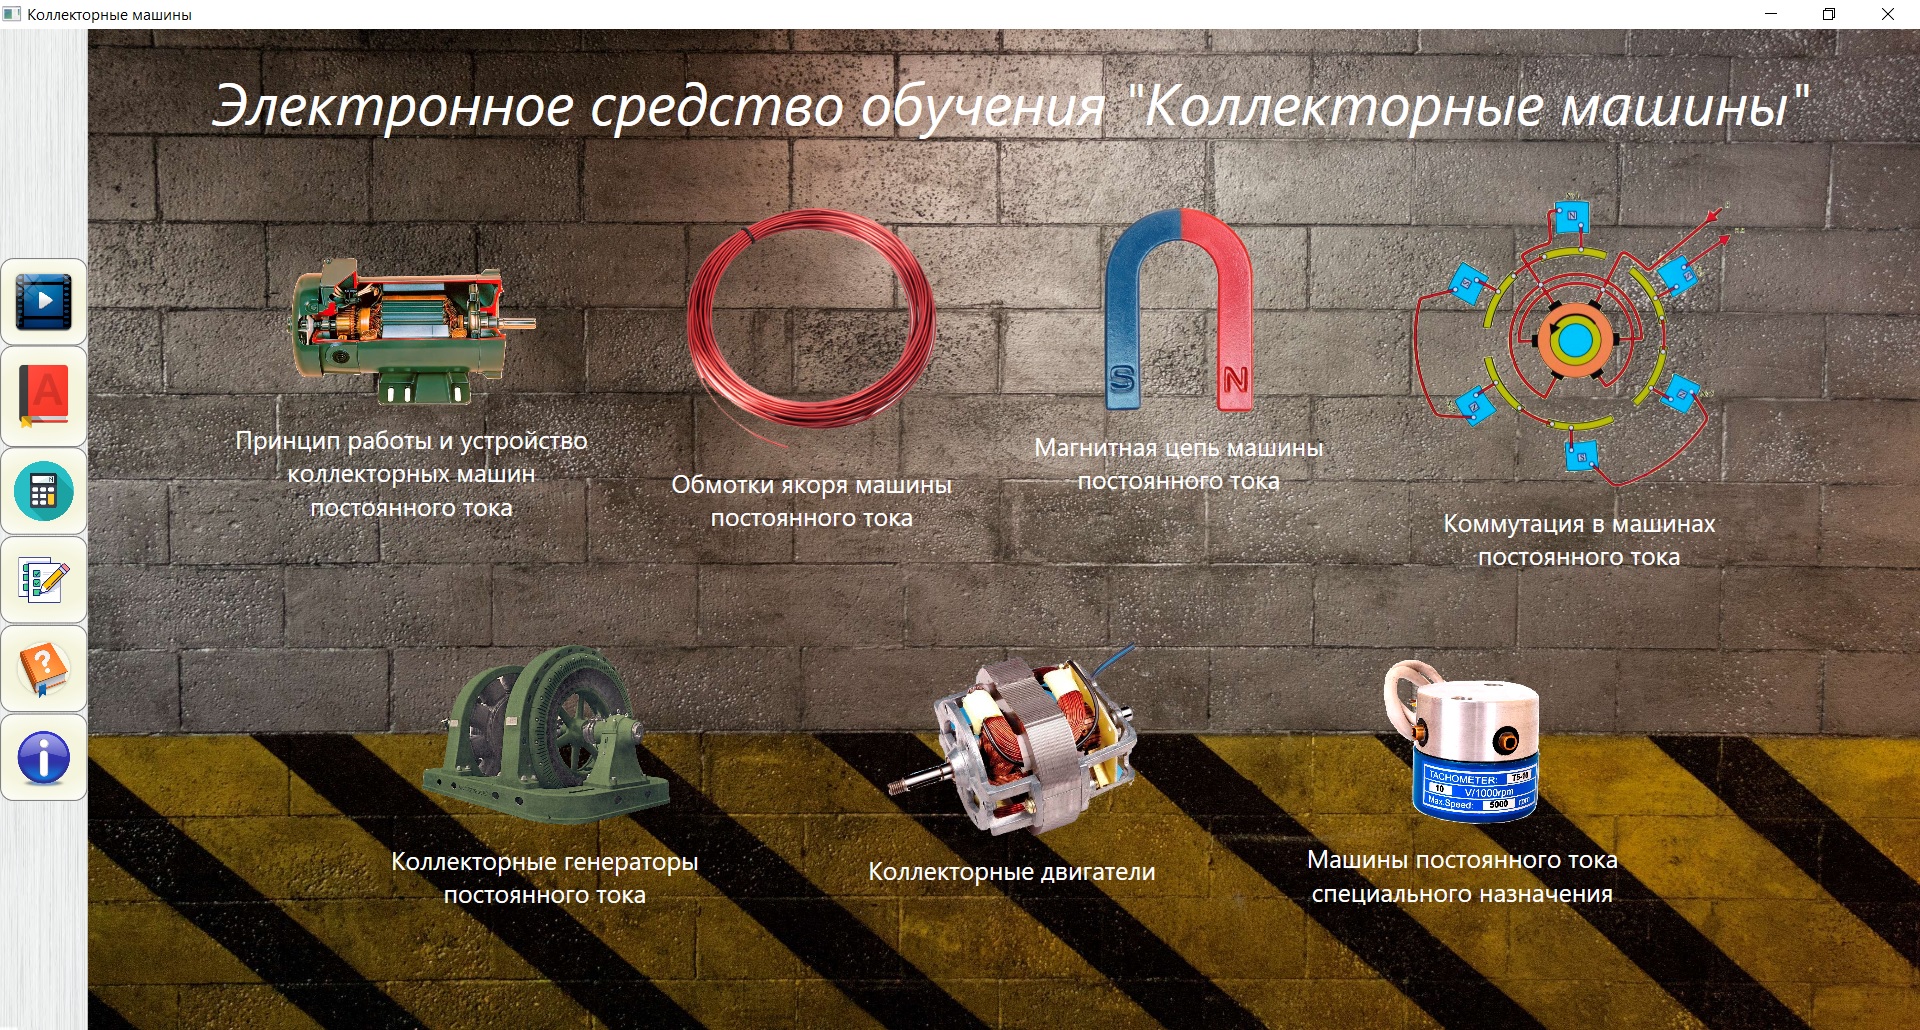 Коллекторные машины
Электронное средство обучения "Коллекторные машины"
S
N
Принцип работы и устройство
коллекторных машин
постоянного тока
Обмотки якоря машины
постоянного тока
Магнитная цепь машины
постоянного тока
Коммутация в машинах
постоянного тока
A
TACHOMETER:
10
V/1000rpm
Max.Speed: 5000 rpm
Коллекторные генераторы
постоянного тока
Коллекторные двигатели
Машины постоянного тока
специального назначения